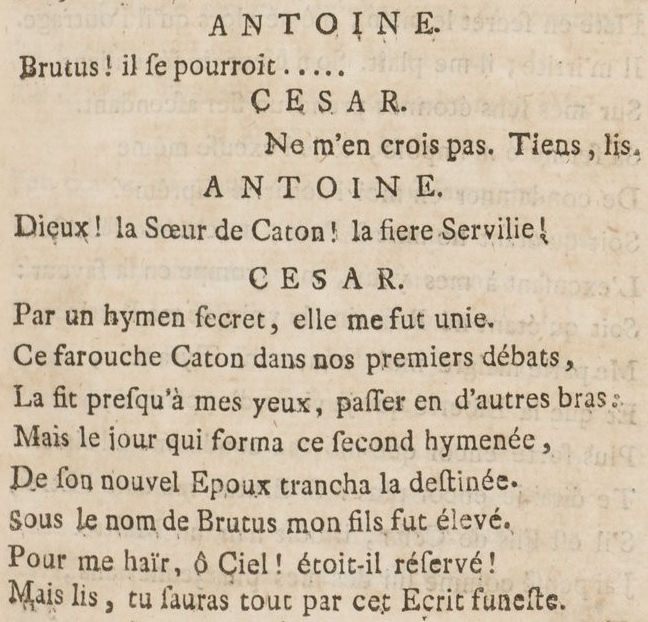 ANTOINE.
Brutus! il ſe pourroit.....
CESAR.
Ne m'en crois pas. Tiens, lis.
ANTOINE.
Dieux! la Sœur de Caton! la fiere Servilie!
CESAR.
Par un hymen ſecret, elle me fut unie.
Ce farouche Caton dans nos premiers débats,
La fit preſqu'à mes yeux, paſſer en d'autres bras:
Mais le jour qui forma ce ſecond hymenée,
De ſon nouvel Epoux trancha la deſtinée.
Sous le nom de Brutus mon fils fut élevé.
Pour me haïr, ô Ciel! étoit-il réſervé!
Mais lis, tu ſauras tout par cet Ecrit funeſte.